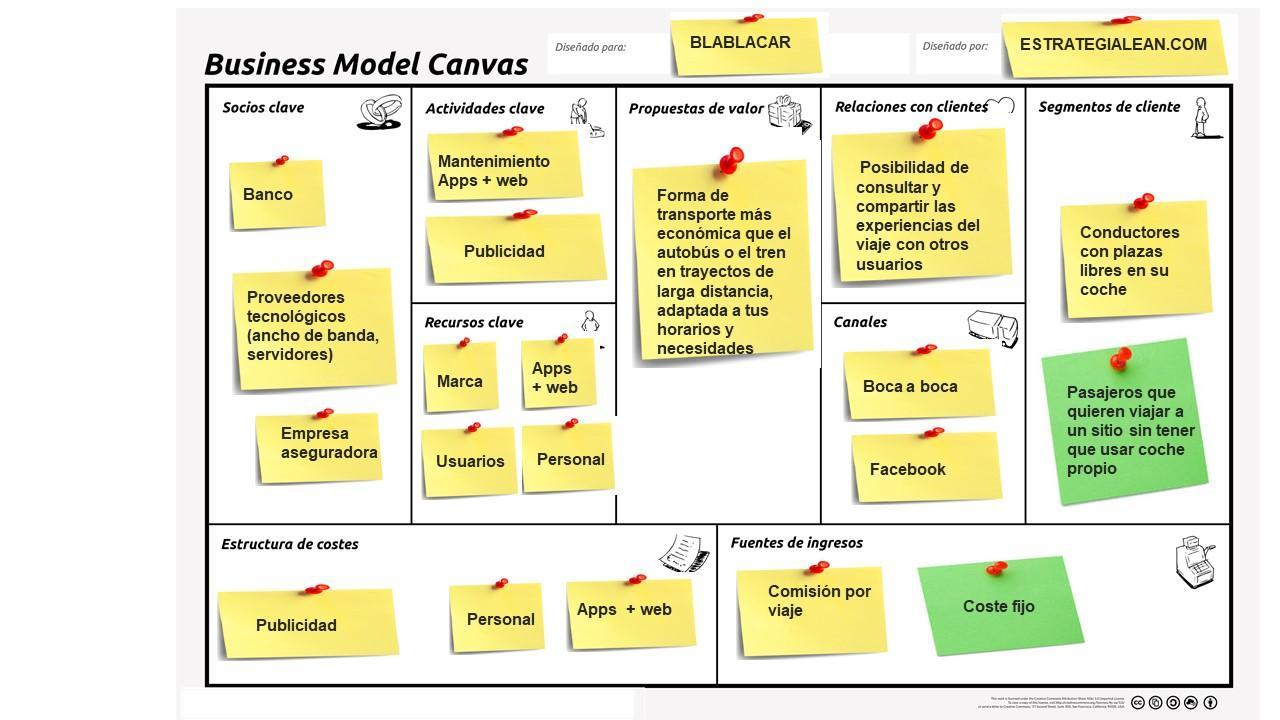 Diseñado para:
BLABLACAR
Diseñado por:
ESTRATEGIALEAN.COM
Business Model Canvas
Socios clave
Banco
Proveedores
tecnológicos
(ancho de banda,
servidores)
Empresa
aseguradora
Actividades clave
Mantenimiento
Apps + web
Publicidad
Recursos clave
Marca
Apps
+ web
Usuarios
Personal
Propuestas de valor
Forma de
transporte más
económica que el
autobús o el tren
en trayectos de
larga distancia,
adaptada a tus
horarios y
necesidades
Relaciones con clientes
Posibilidad de
consultar y
compartir las
experiencias del
viaje con otros
usuarios
Canales
Boca a boca
Facebook
Segmentos de cliente
Conductores
con plazas
libres en su
coche
Pasajeros que
quieren viajar a
un sitio sin tener
que usar coche
propio
Estructura de costes
Publicidad
Personal
Apps + web
Fuentes de ingresos
Comisión por
viaje
Coste fijo